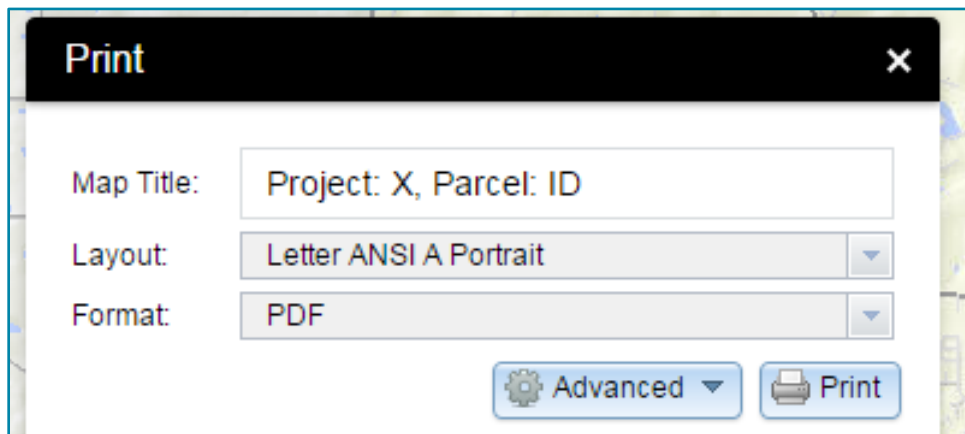 Print
Map Title: Project: X, Parcel: ID
Layout: Letter ANSI A Portrait
Format: PDF
Advanced Print